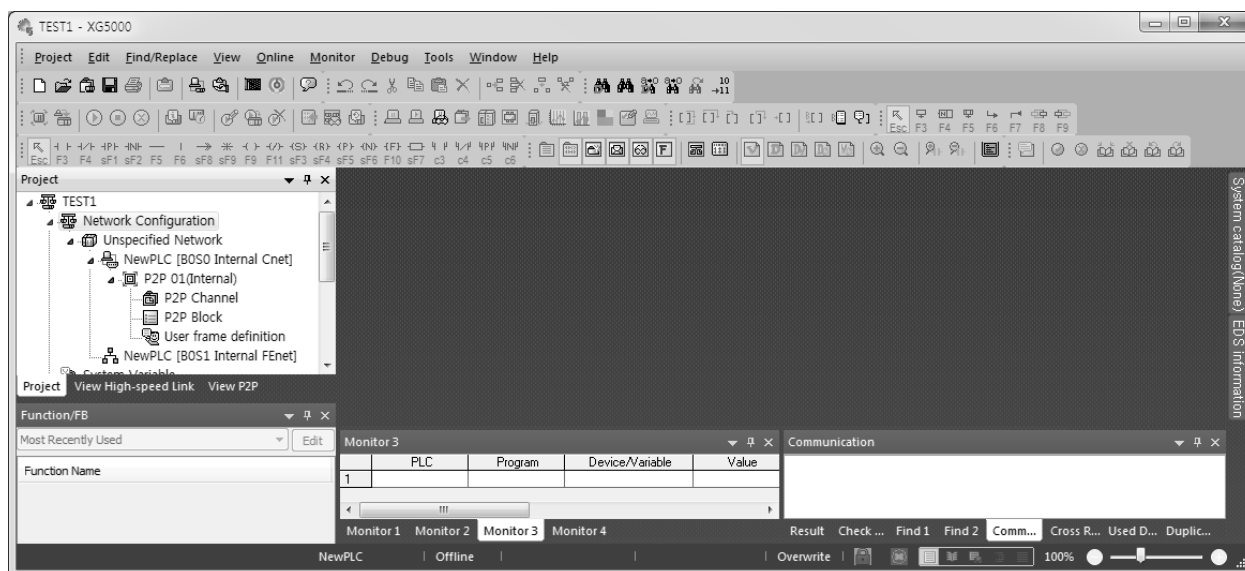 TEST1 - XG5000
Project Edit Find/Replace View Online Monitor Debug Tools Window Help
Esc F3 F4 F5 F6 F7 F8 F9
Esc F3 F4 sF1 sF2 F5 F6 sF8 sF9 F9 F11 sF3 sF4 sF5 sF6 F10 sF7 c3 c4 c5 c6
Project
TEST1
Network Configuration
Unspecified Network
NewPLC [B0S0 Internal Cnet]
P2P 01(Internal)
P2P Channel
P2P Block
User frame definition
NewPLC [B0S1 Internal FEnet]
System Variable
Project View High-speed Link View P2P
System catalog(None)
EDS information
Function/FB
Most Recently Used Edit
Function Name
Monitor 3
PLC Program Device/Variable Value
1
Monitor 1 Monitor 2 Monitor 3 Monitor 4
Communication
Result Check ... Find 1 Find 2 Comm... Cross R... Used D... Duplic...
NewPLC Offline Overwrite 100%